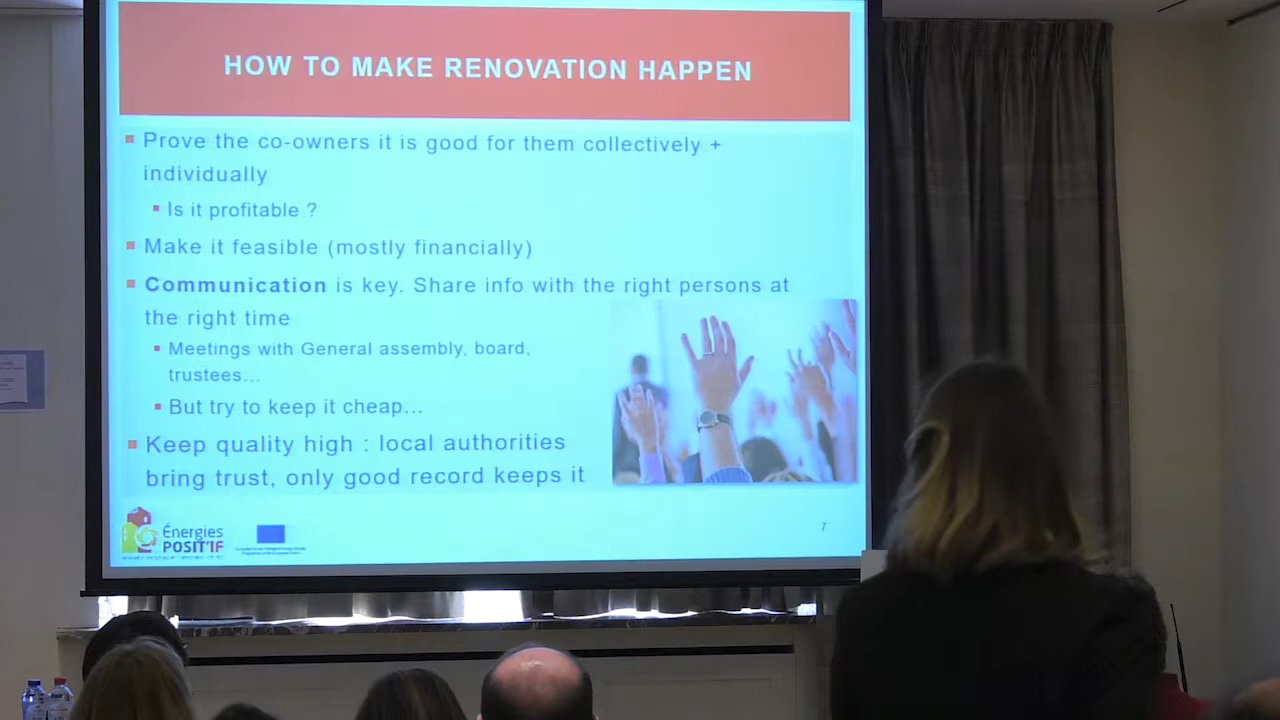 HOW TO MAKE RENOVATION HAPPEN
Prove the co-owners it is good for them collectively +
individually
Is it profitable ?
Make it feasible (mostly financially)
Communication is key. Share info with the right persons at
the right time
Meetings with General assembly, board,
trustees...
But try to keep it cheap...
Keep quality high : local authorities
bring trust, only good record keeps it
Énergies
POSIT'IF
7